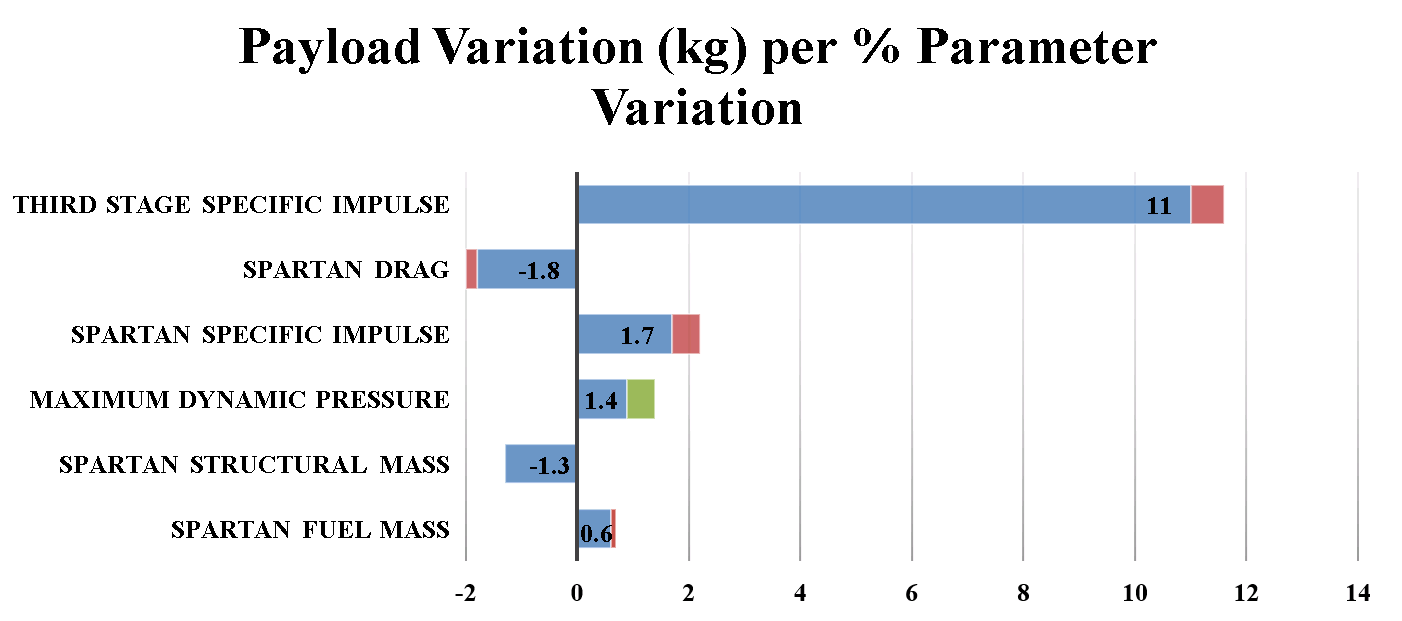 Payload Variation (kg) per % Parameter
Variation
THIRD STAGE SPECIFIC IMPULSE
11
SPARTAN DRAG
-1.8
SPARTAN SPECIFIC IMPULSE
1.7
MAXIMUM DYNAMIC PRESSURE
1.4
SPARTAN STRUCTURAL MASS
-1.3
SPARTAN FUEL MASS
0.6
-2 0 2 4 6 8 10 12 14